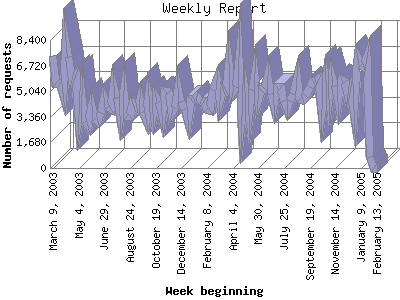 Weekly Report
Number of requests
8,400
6,720
5,040
3,360
1,680
0
March 9, 2003
May 4, 2003
June 29, 2003
August 24, 2003
October 19, 2003
December 14, 2003
February 8, 2004
April 4, 2004
May 30, 2004
July 25, 2004
September 19, 2004
November 14, 2004
January 9, 2005
February 13, 2005
Week beginning